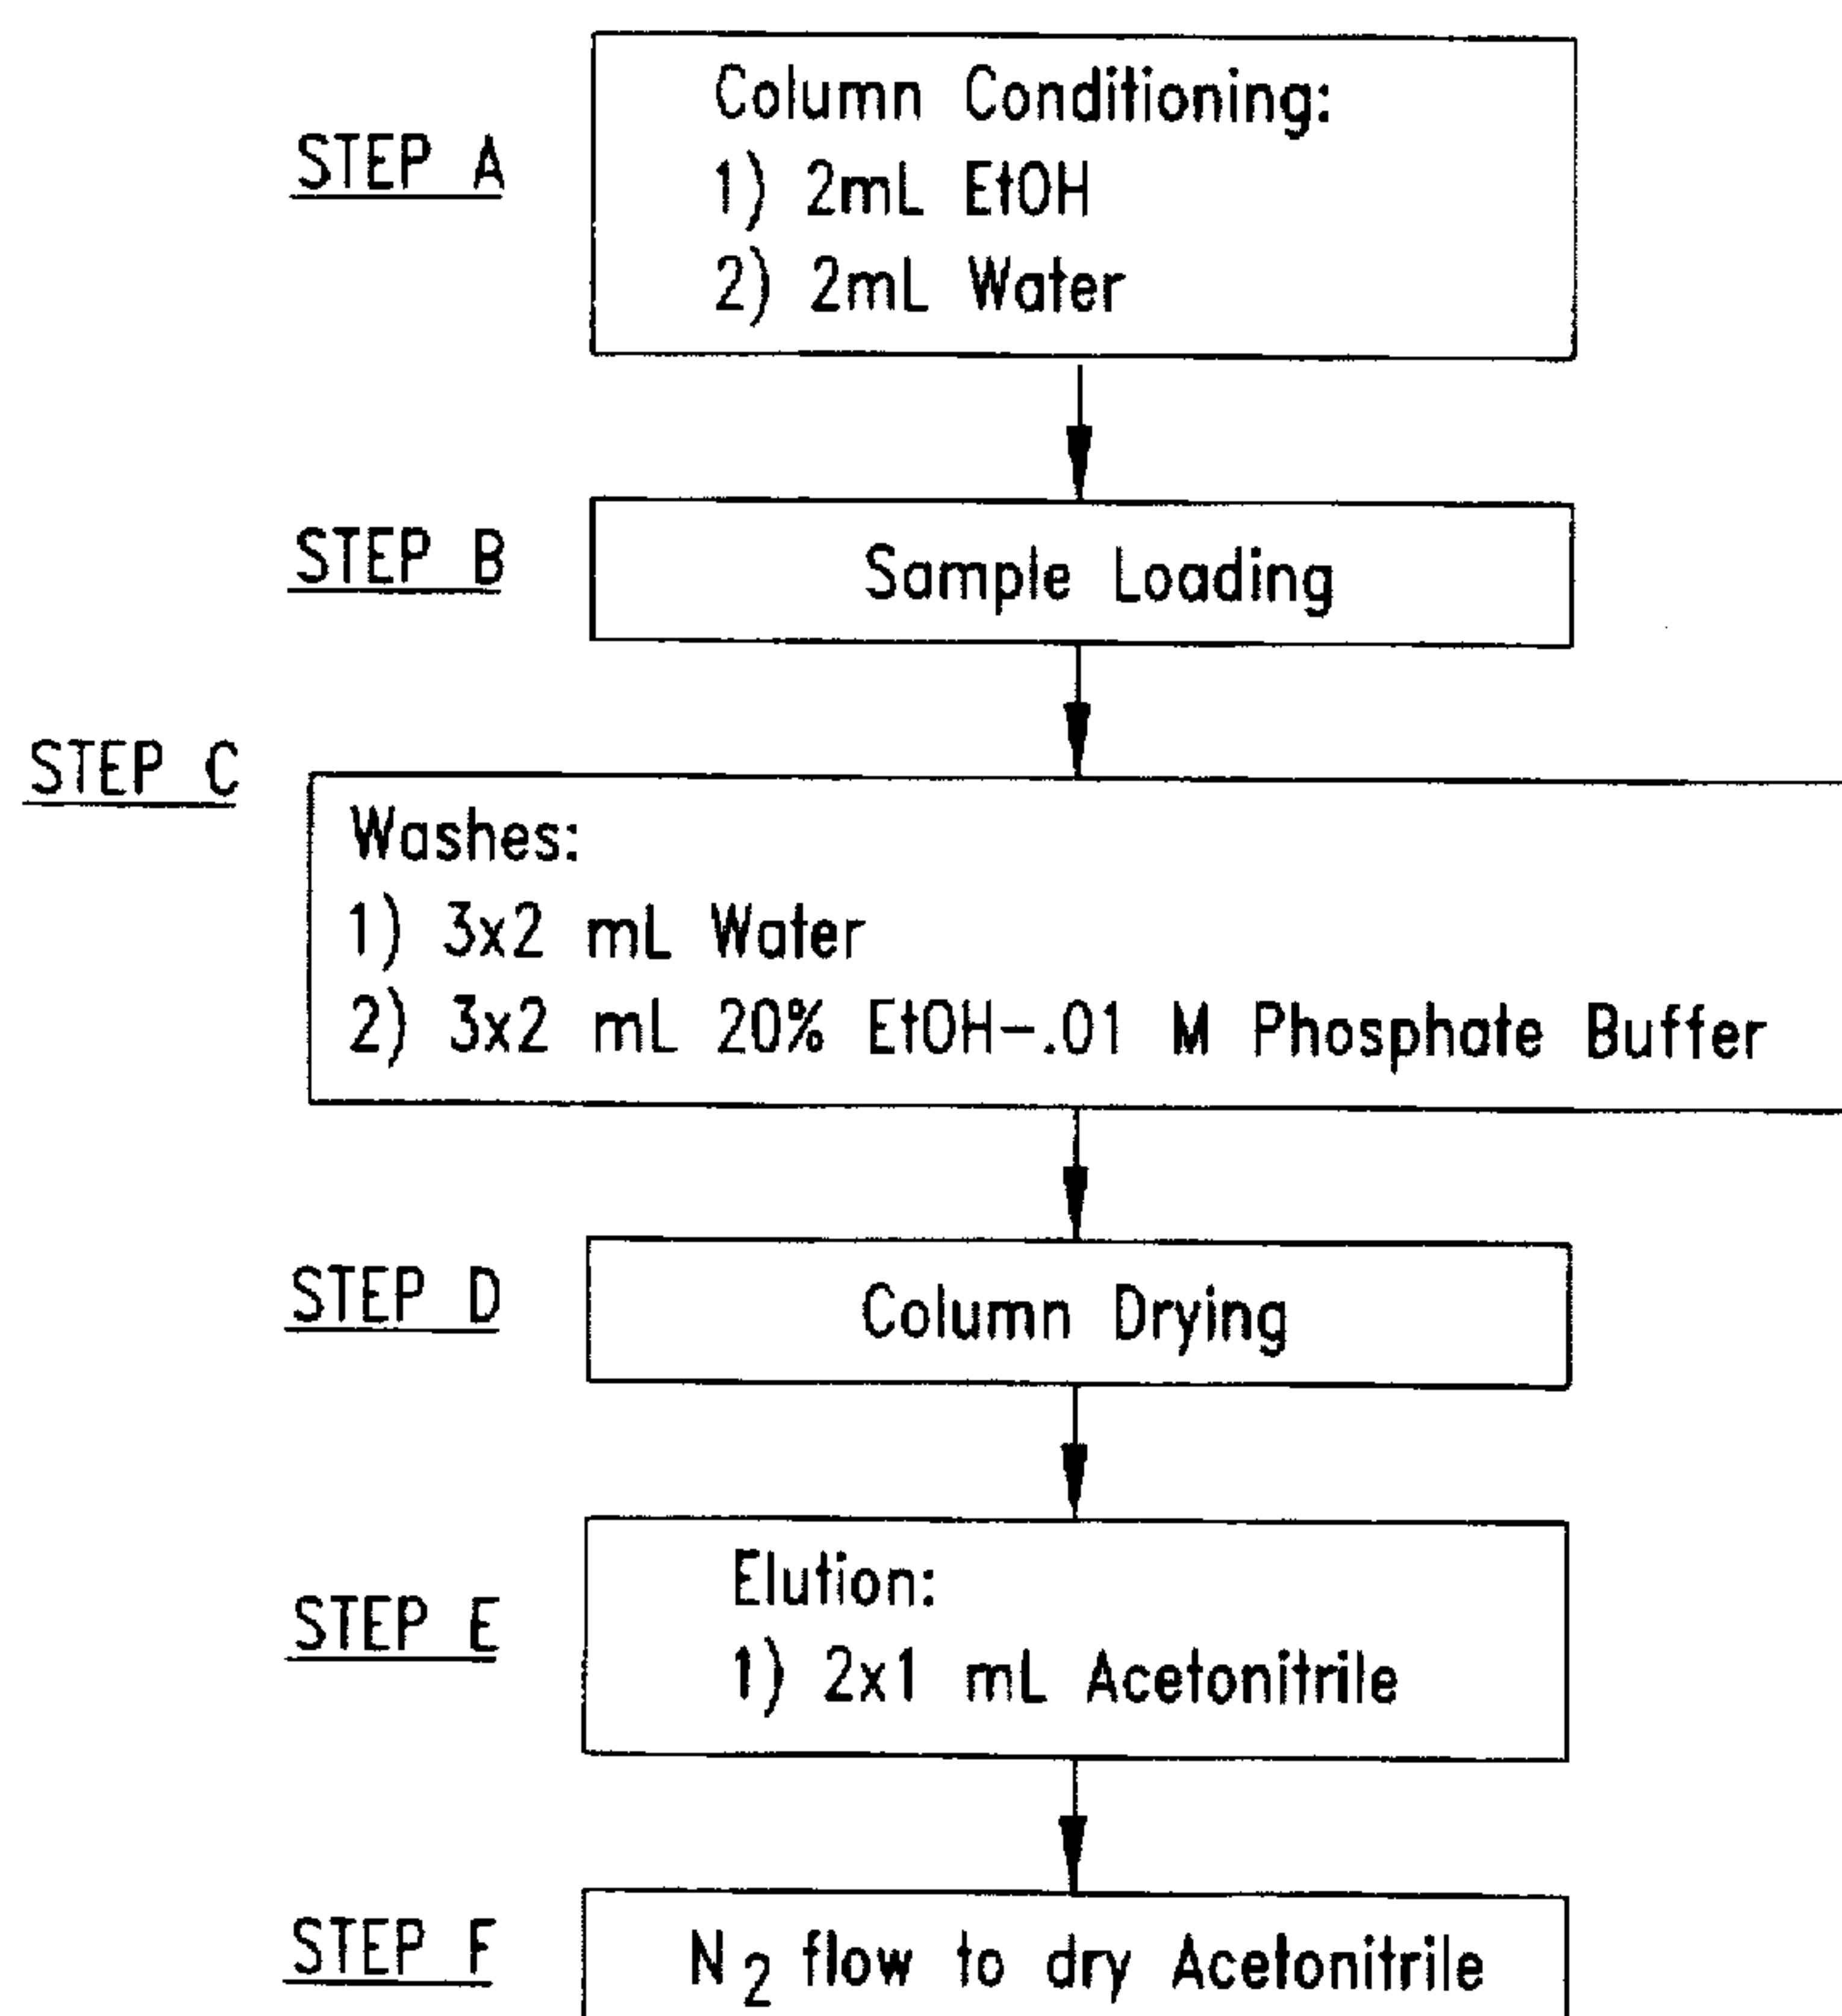 STEP A
Column Conditioning:
1) 2mL EtOH
2) 2mL Water
STEP B
Sample Loading
STEP C
Washes:
1) 3x2 mL Water
2) 3x2 mL 20% EtOH-.01 M Phosphate Buffer
STEP D
Column Drying
STEP E
Elution:
1) 2x1 mL Acetonitrile
STEP F
N2 flow to dry Acetonitrile